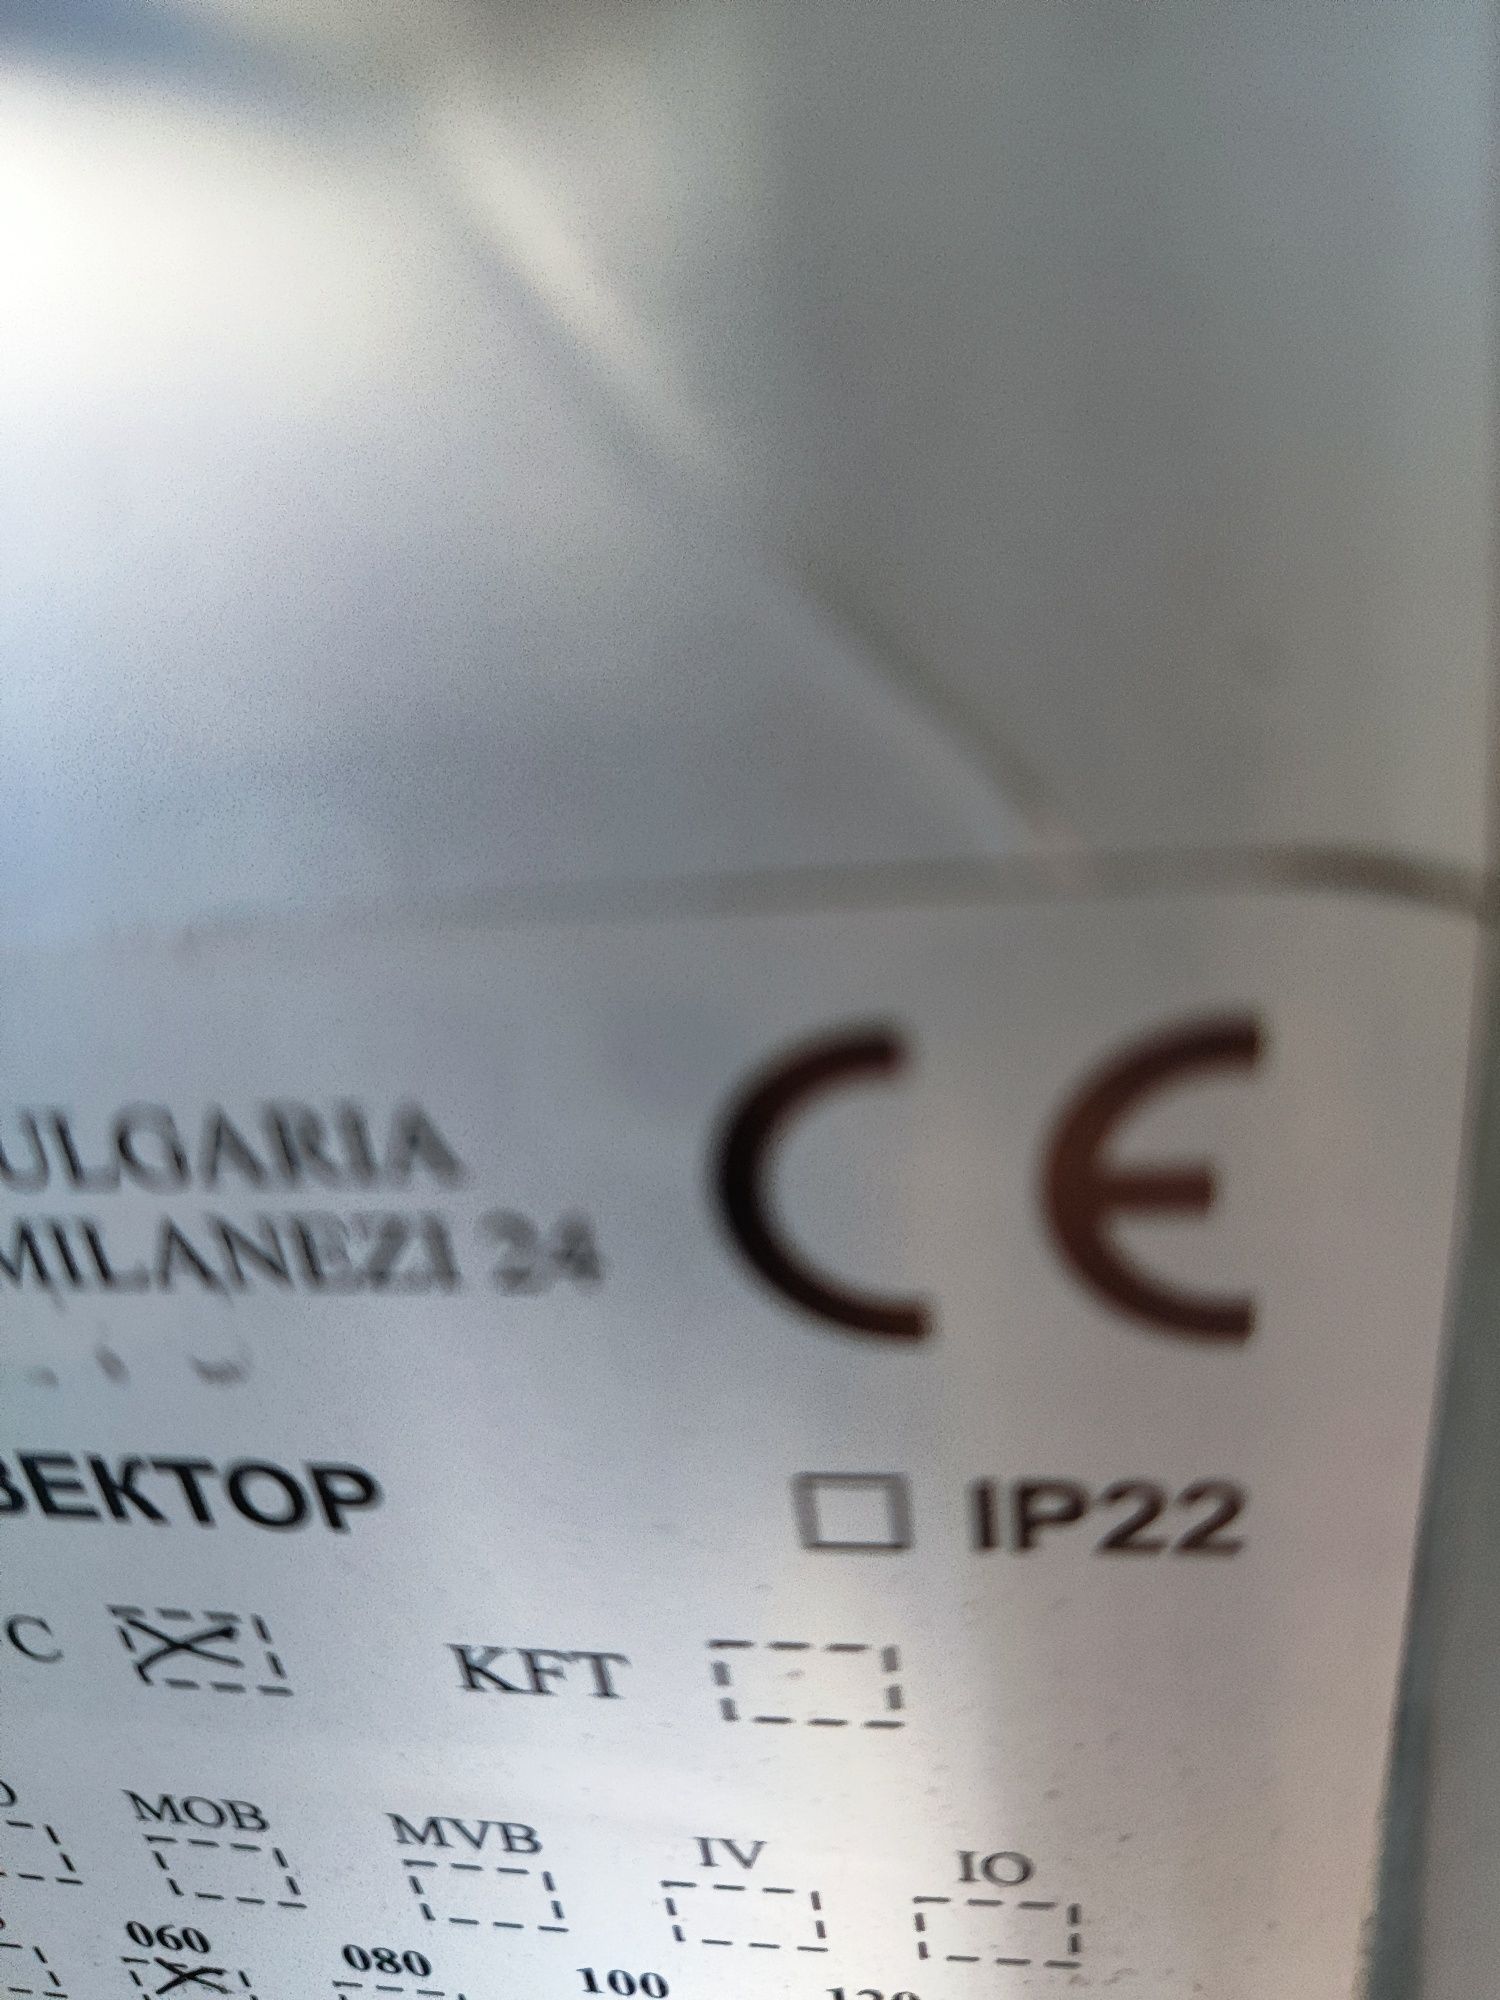 ULGARIA
MILANEZI 24
CE
ВЕКТОР IP22
C KFT
MOB MVB IV IO
060 080 100